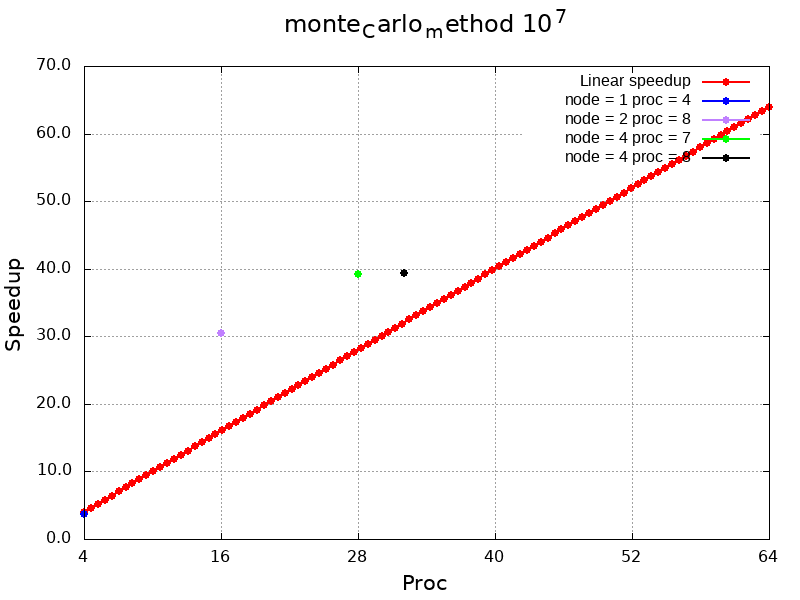 monte_Carlo_method 10^7
70.0
60.0
50.0
40.0
30.0
20.0
10.0
0.0
Speedup
Linear speedup
node = 1 proc = 4
node = 2 proc = 8
node = 4 proc = 7
node = 4 proc = 8
4 16 28 40 52 64
Proc